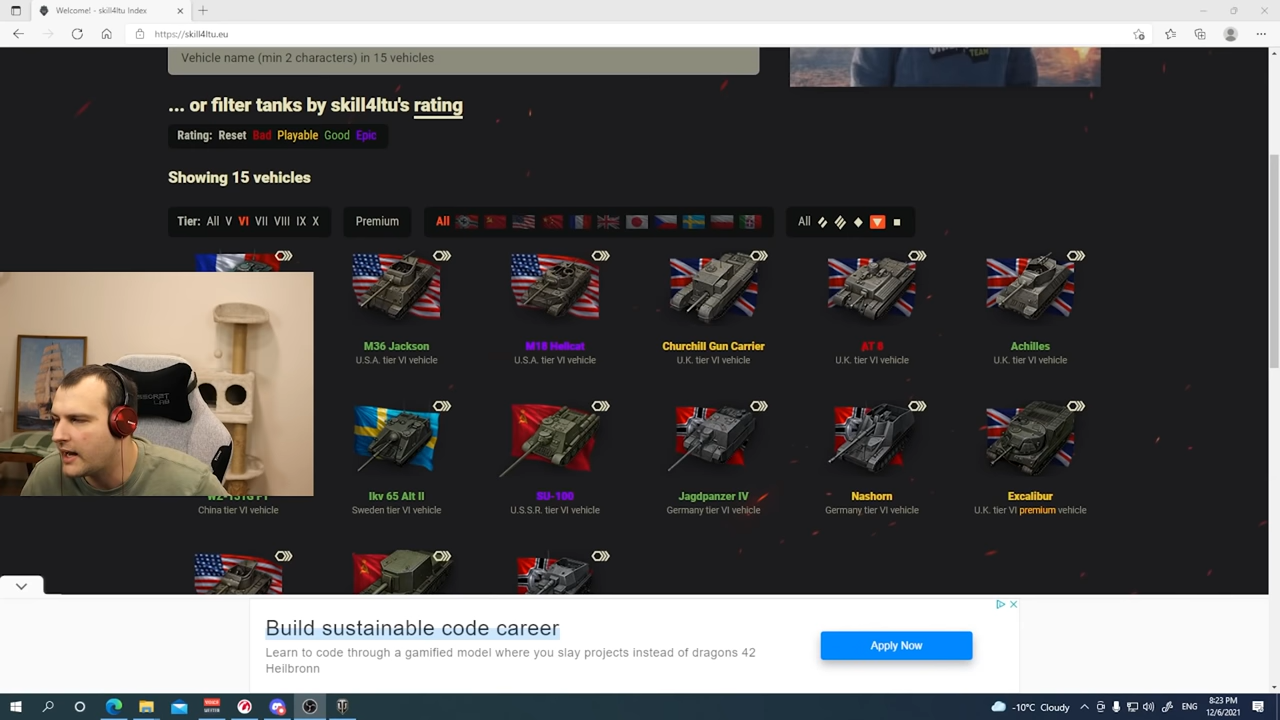 Welcome! - skill4ltu Index
https://skill4ltu.eu
Vehicle name (min 2 characters) in 15 vehicles
... or filter tanks by skill4ltu's rating
Rating: Reset Bad Playable Good Epic
Showing 15 vehicles
Tier: All V VI VII VIII IX X Premium All All
M36 Jackson M18 Hellcat Churchill Gun Carrier AT 8 Achilles
U.S.A. tier VI vehicle U.S.A. tier VI vehicle U.K. tier VI vehicle U.K. tier VI vehicle U.K. tier VI vehicle
WZ-131G FT Ikv 65 Alt II SU-100 Jagdpanzer IV Nashorn Excalibur
China tier VI vehicle Sweden tier VI vehicle U.S.S.R. tier VI vehicle Germany tier VI vehicle Germany tier VI vehicle U.K. tier VI premium vehicle
Build sustainable code career
Learn to code through a gamified model where you slay projects instead of dragons 42
Heilbronn
Apply Now
-10°C Cloudy ENG 8:23 PM
12/6/2021